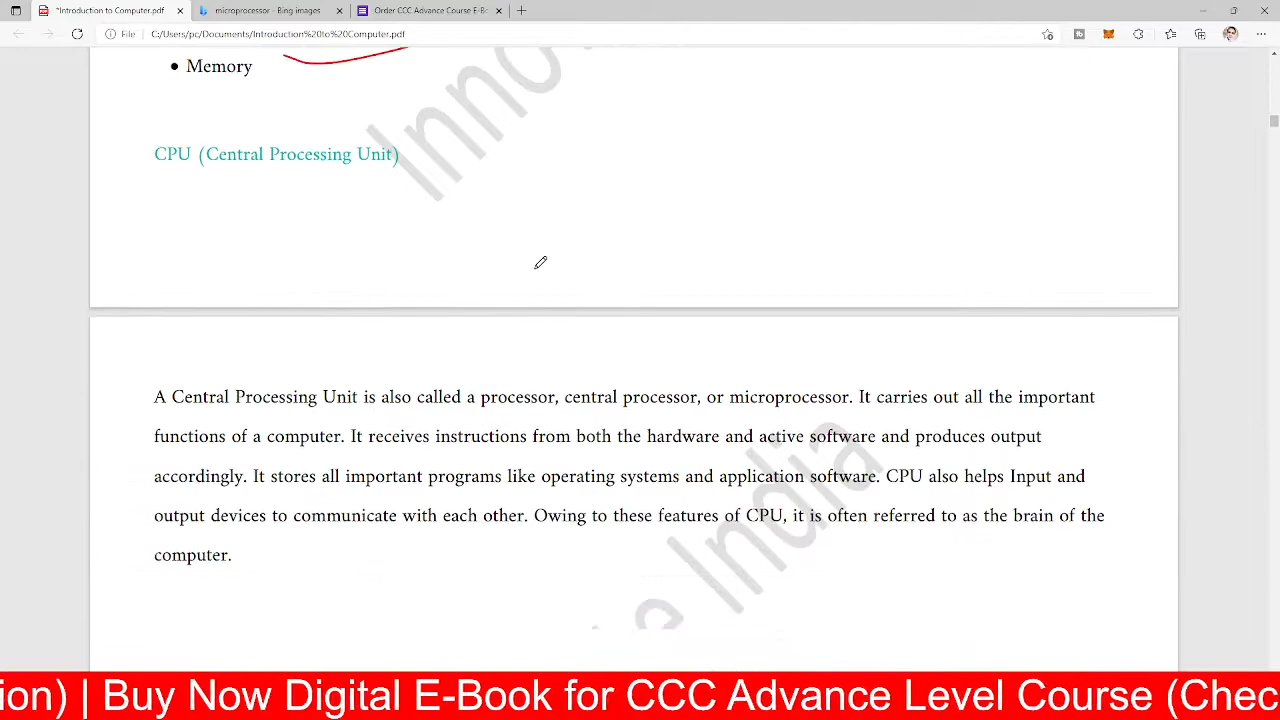 *Introduction to Computer.pdf
microprocessor - Bing images
Order CCC Advance Course E-Bo
File
C:/Users/pc/Documents/Introduction%20to%20Computer.pdf
• Memory
Inno
CPU (Central Processing Unit)
A Central Processing Unit is also called a processor, central processor, or microprocessor. It carries out all the important
functions of a computer. It receives instructions from both the hardware and active software and produces output
accordingly. It stores all important programs like operating systems and application software. CPU also helps Input and
output devices to communicate with each other. Owing to these features of CPU, it is often referred to as the brain of the
computer.
India
ion) | Buy Now Digital E-Book for CCC Advance Level Course (Chec